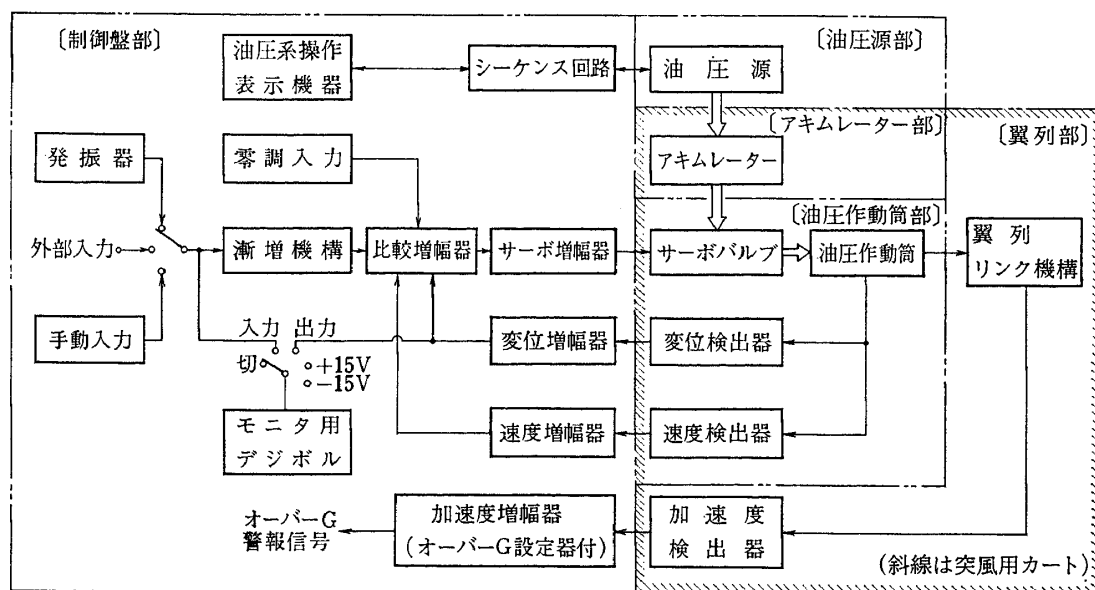 〔制御盤部〕
油圧系操作
表示機器
シーケンス回路
油圧源
〔油圧源部〕
〔アキムレーター部〕
〔翼列部〕
発振器
零調入力
アキムレーター
〔油圧作動筒部〕
外部入力
漸増機構
比較増幅器
サーボ増幅器
サーボバルブ
油圧作動筒
翼列
リンク機構
手動入力
入力 出力
切
+15V
−15V
変位増幅器
変位検出器
モニタ用
デジボル
速度増幅器
速度検出器
オーバーG
警報信号
加速度増幅器
(オーバーG設定器付)
加速度
検出器
(斜線は突風用カート)